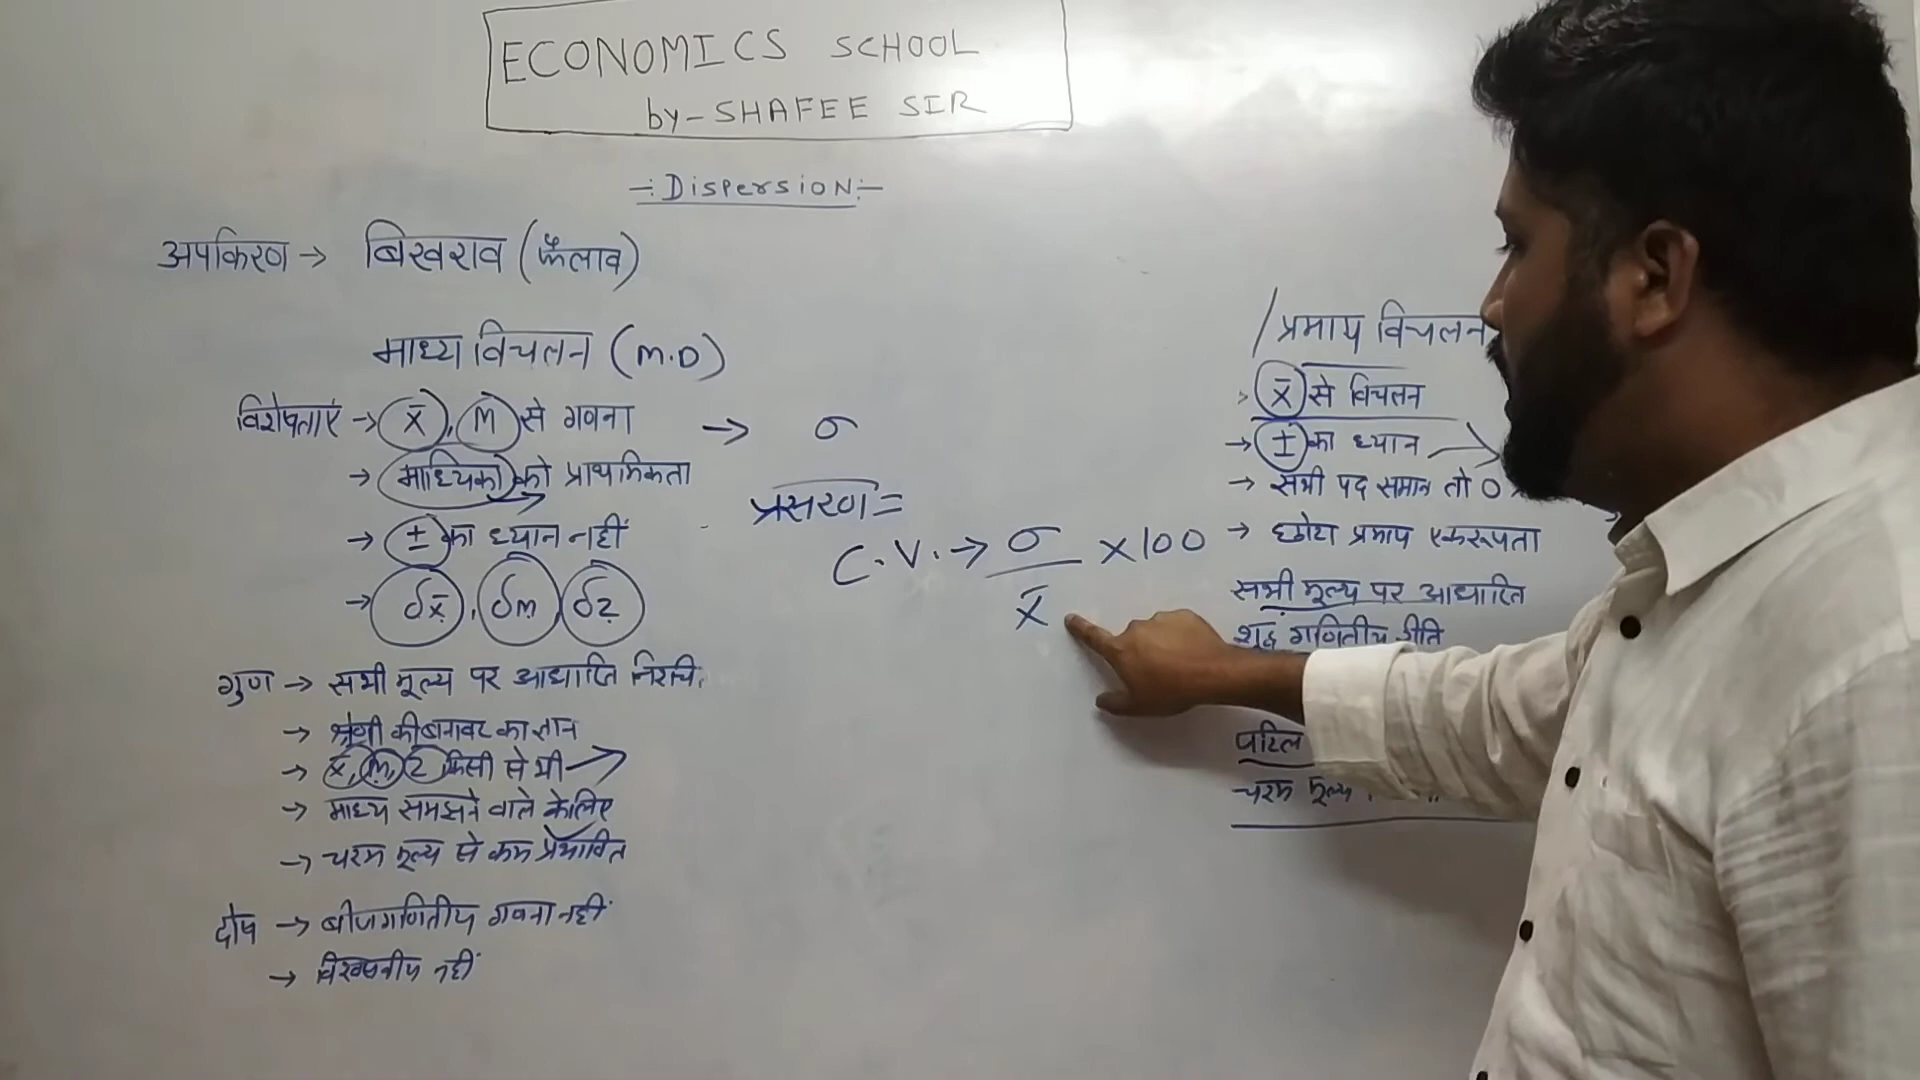 ECONOMICS SCHOOL
by-SHAFEE SIR
-: Dispersion:-
अपकिरण → बिखराव (फैलाव)
माध्य विचलन (M.D)
विशेषताएं → x̄, M से गणना
→ माध्यिका को प्राथमिकता
→ ± का ध्यान नहीं
→ δx̄, δm, δz
गुण → सभी मूल्य पर आधारित
→ श्रेणी की बनावट का ज्ञान
→ x̄, m, z किसी से भी →
→ माध्य समझने वाले के लिए
→ चरम मूल्य से कम प्रभावित
दोष → बीजगणितीय गणना नहीं
→ विश्वसनीय नहीं
→ σ
प्रसरण =
C.V. → σ/x̄ ×100
/प्रमाप विचलन
x̄ से विचलन
→ ± का ध्यान →
→ सभी पद समान तो 0
→ छोटा प्रमाप एकरूपता
सभी मूल्य पर आधारित
शुद्ध गणितीय रीति
चरम मूल्य